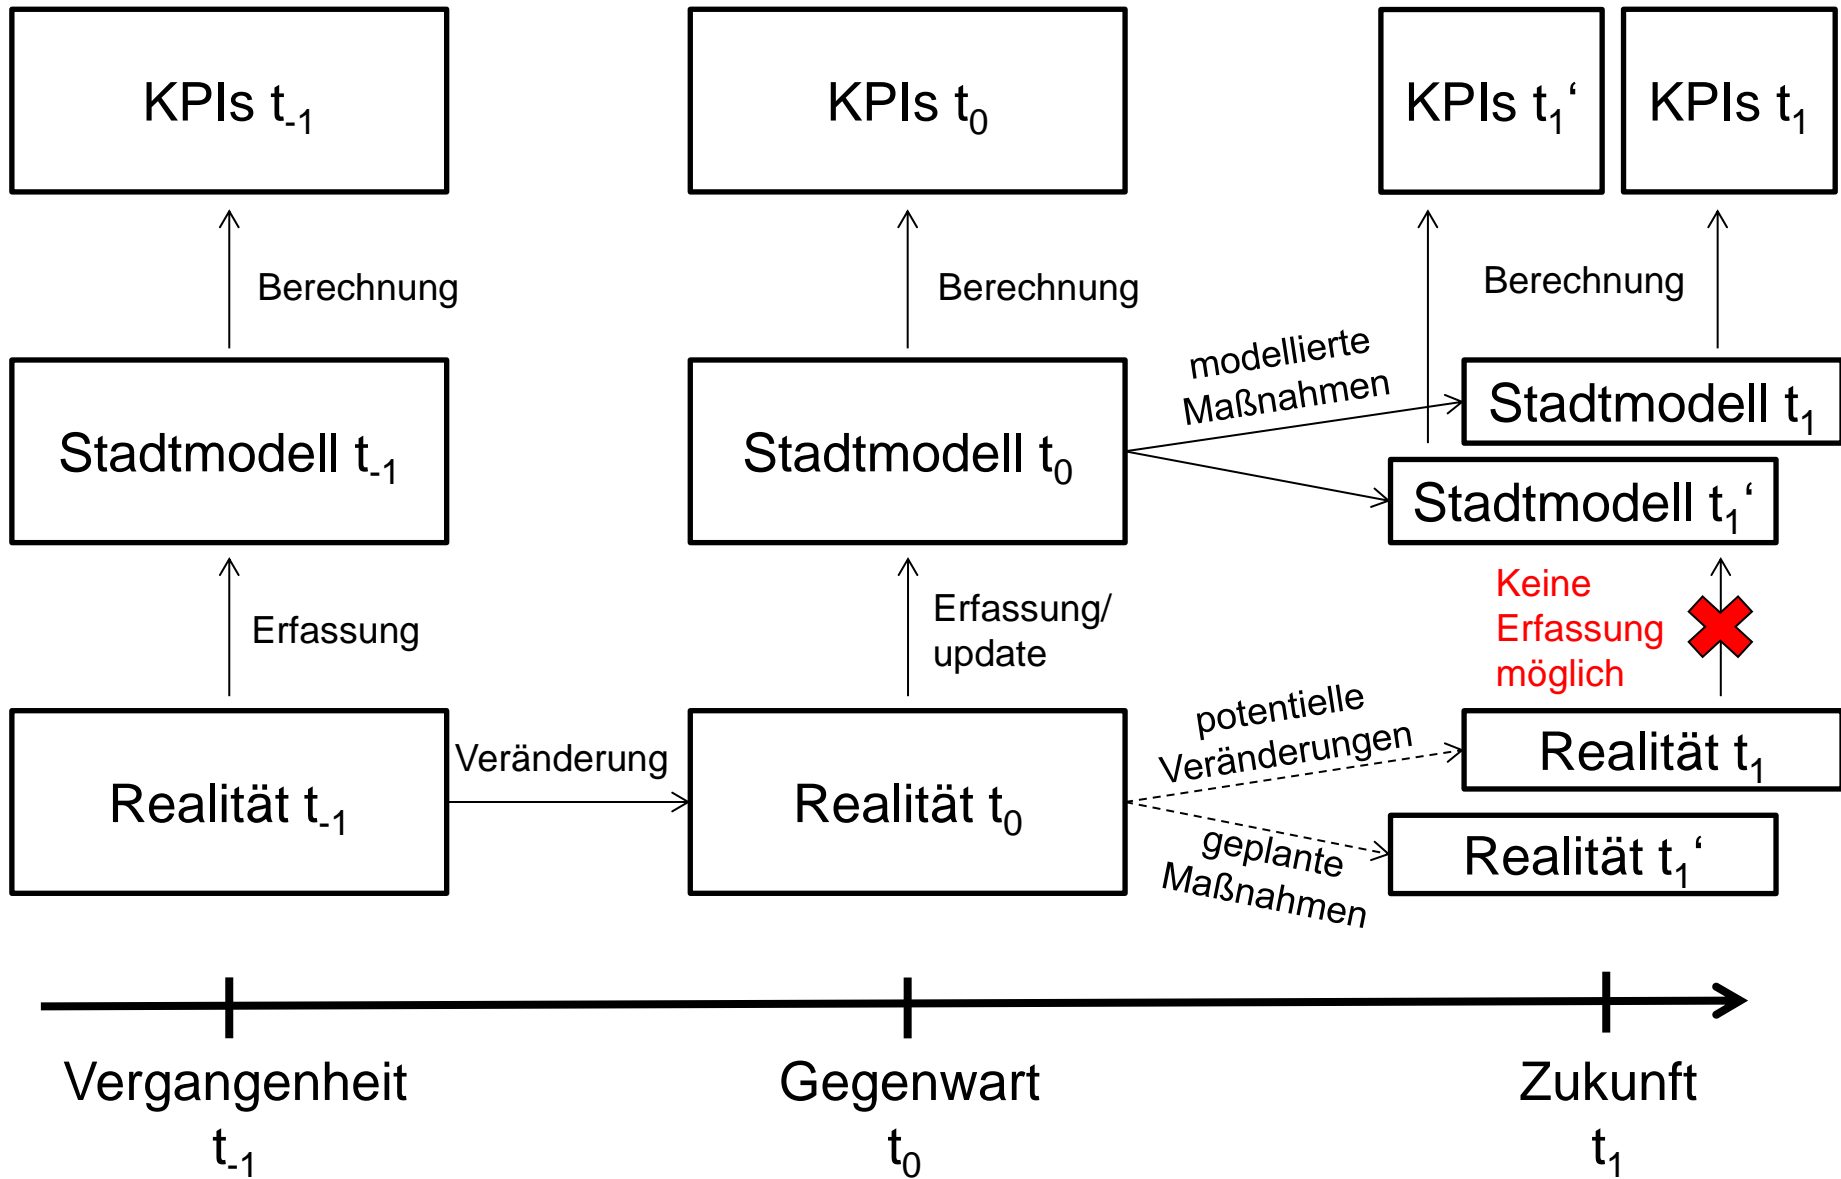 KPIs t₋₁
KPIs t₀
KPIs t₁‘
KPIs t₁
Berechnung
Berechnung
Berechnung
modellierte
Maßnahmen
Stadtmodell t₋₁
Stadtmodell t₀
Stadtmodell t₁
Stadtmodell t₁‘
Erfassung
Erfassung/
update
Keine
Erfassung
möglich
Realität t₋₁
Veränderung
Realität t₀
potentielle
Veränderungen
geplante
Maßnahmen
Realität t₁
Realität t₁‘
Vergangenheit
t₋₁
Gegenwart
t₀
Zukunft
t₁